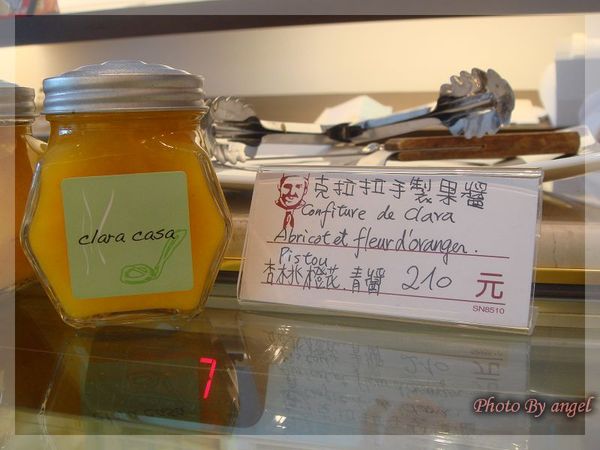 clara casa
克拉拉手製果醬
Confiture de Clara
Abricot et fleur d'oranger.
Pistou
杏桃橙花.青醬 210 元
SN8510
7
Photo By angel